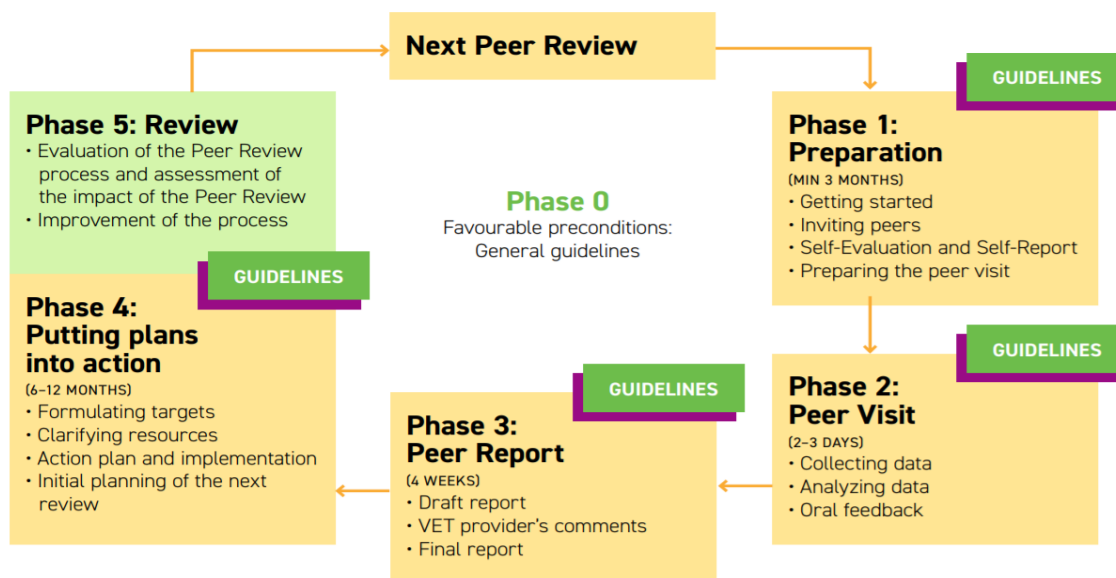 Next Peer Review
GUIDELINES
Phase 1:
Preparation
(MIN 3 MONTHS)
• Getting started
• Inviting peers
• Self-Evaluation and Self-Report
• Preparing the peer visit
GUIDELINES
Phase 2:
Peer Visit
(2–3 DAYS)
• Collecting data
• Analyzing data
• Oral feedback
GUIDELINES
Phase 3:
Peer Report
(4 WEEKS)
• Draft report
• VET provider's comments
• Final report
GUIDELINES
Phase 4:
Putting plans
into action
(6–12 MONTHS)
• Formulating targets
• Clarifying resources
• Action plan and implementation
• Initial planning of the next
review
Phase 5: Review
• Evaluation of the Peer Review
process and assessment of
the impact of the Peer Review
• Improvement of the process
Phase 0
Favourable preconditions:
General guidelines